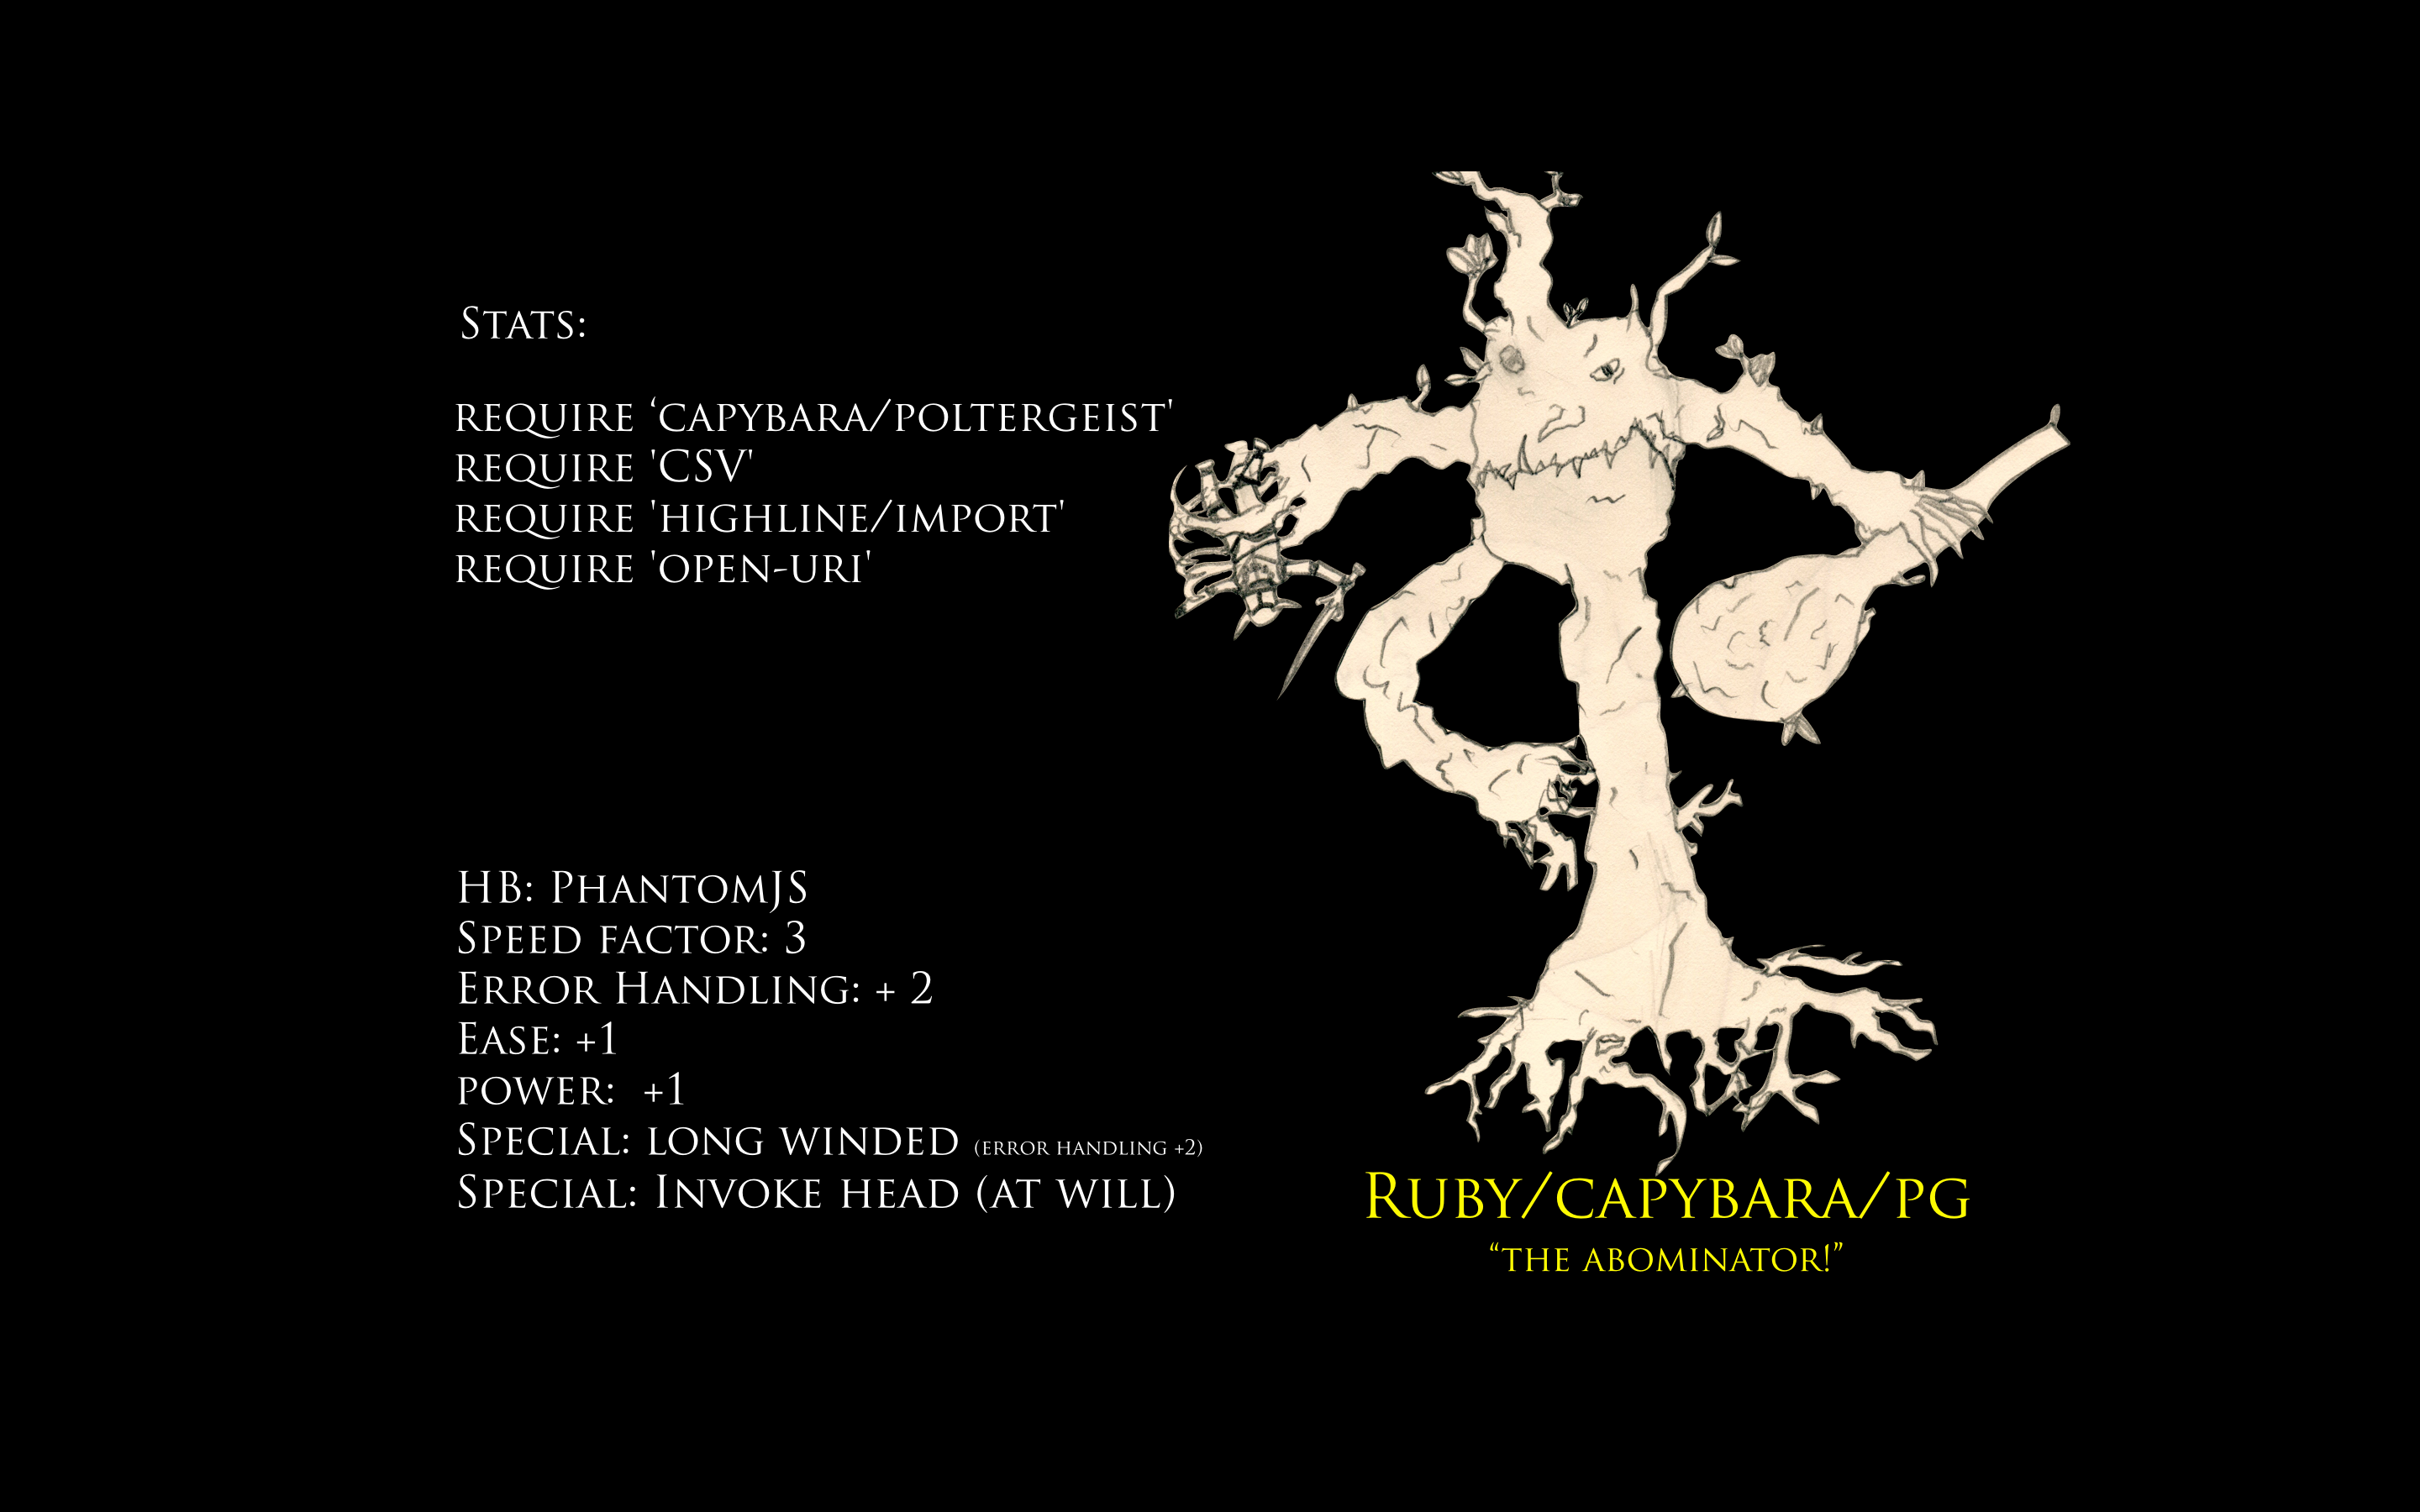 Stats:
require ‘capybara/poltergeist'
require 'CSV'
require 'highline/import'
require 'open-uri'
HB: PhantomJS
Speed factor: 3
Error Handling: + 2
Ease: +1
power:  +1
Special: long winded (error handling +2)
Special: Invoke head (at will)
Ruby/capybara/pg
“the abominator!”